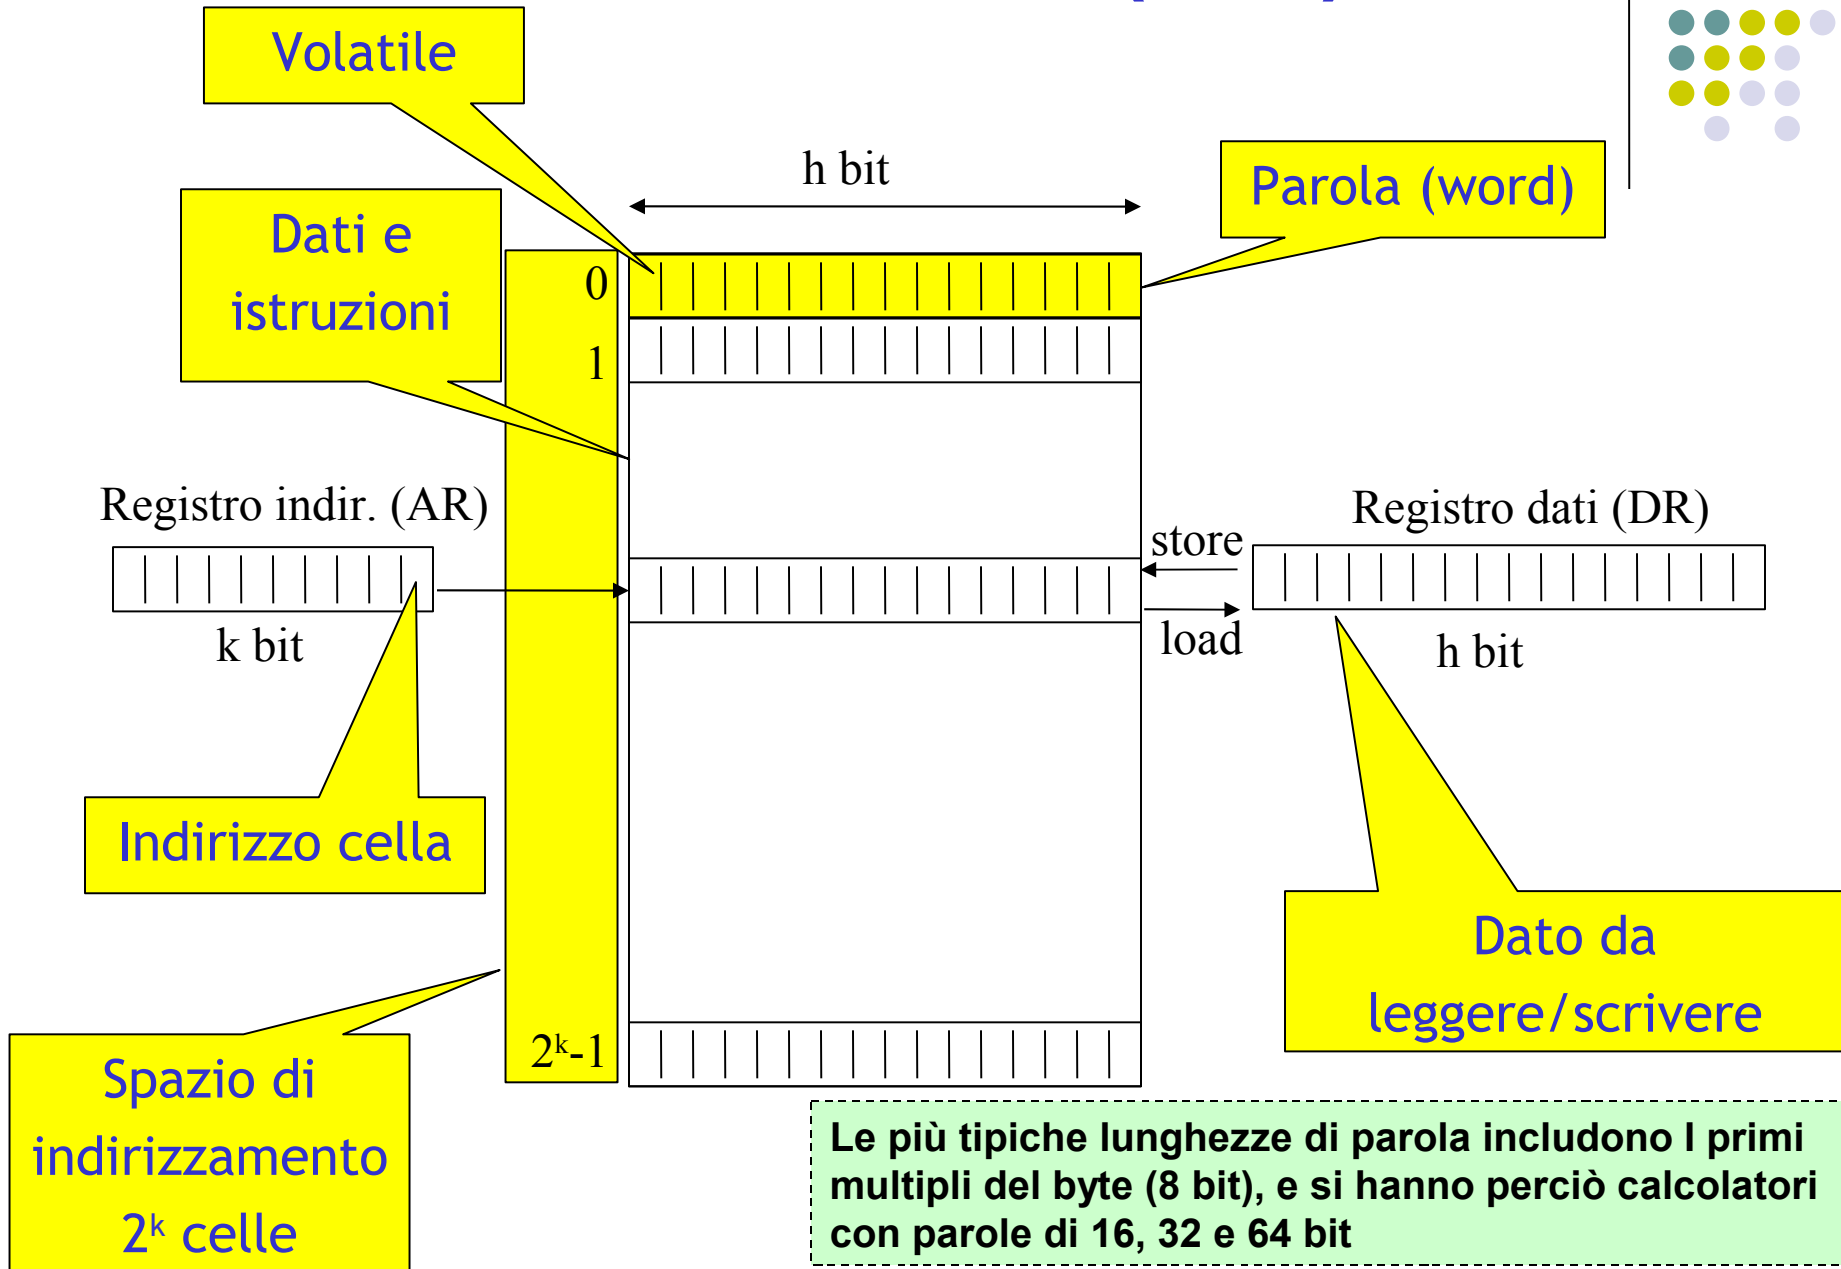 Volatile
h bit
Parola (word)
Dati e
istruzioni
0
1
Registro indir. (AR)
k bit
store
load
Registro dati (DR)
h bit
Indirizzo cella
Dato da
leggere/scrivere
2ᵏ-1
Spazio di
indirizzamento
2ᵏ celle
Le più tipiche lunghezze di parola includono I primi
multipli del byte (8 bit), e si hanno perciò calcolatori
con parole di 16, 32 e 64 bit